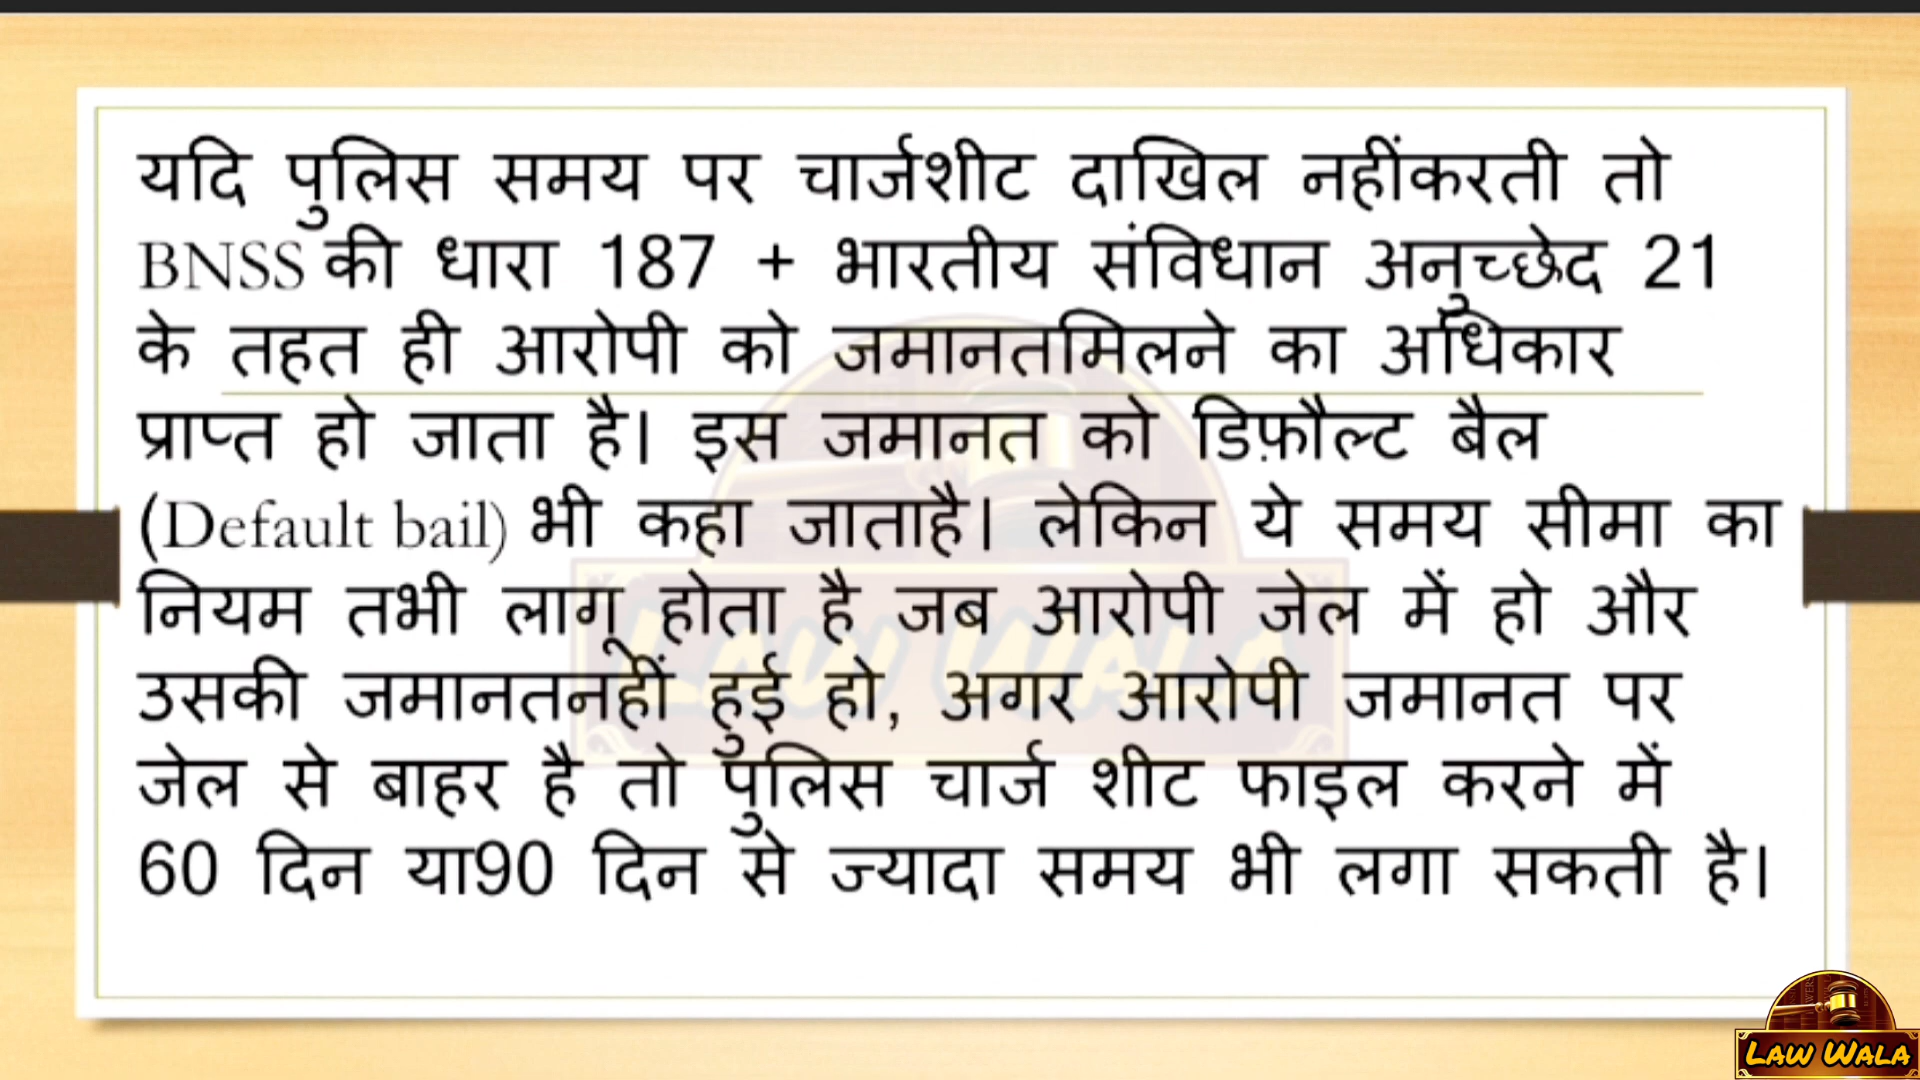 यदि पुलिस समय पर चार्जशीट दाखिल नहींकरती तो
BNSS की धारा 187 + भारतीय संविधान अनुच्छेद 21
के तहत ही आरोपी को जमानतमिलने का अधिकार
प्राप्त हो जाता है। इस जमानत को डिफ़ौल्ट बैल
(Default bail) भी कहा जाताहै। लेकिन ये समय सीमा का
नियम तभी लागू होता है जब आरोपी जेल में हो और
उसकी जमानतनहीं हुई हो, अगर आरोपी जमानत पर
जेल से बाहर है तो पुलिस चार्ज शीट फाइल करने में
60 दिन या90 दिन से ज्यादा समय भी लगा सकती है।
LAW WALA
LAW WALA